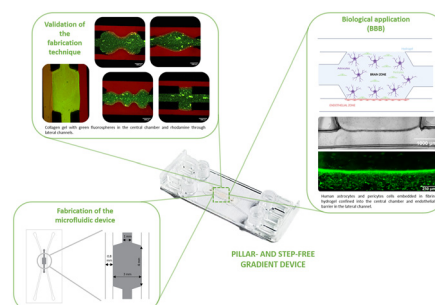 Validation of
the
fabrication
technique
Collagen gel with green fluorospheres in the central chamber and rhodamine through
lateral channels.
Biological application
(BBB)
BRAIN ZONE
Human astrocytes and pericytes cells embedded in fibrin
hydrogel confined into the central chamber and endothelial
barrier in the lateral channel.
Fabrication of the
microfluidic device
PILLAR- AND STEP-FREE
GRADIENT DEVICE